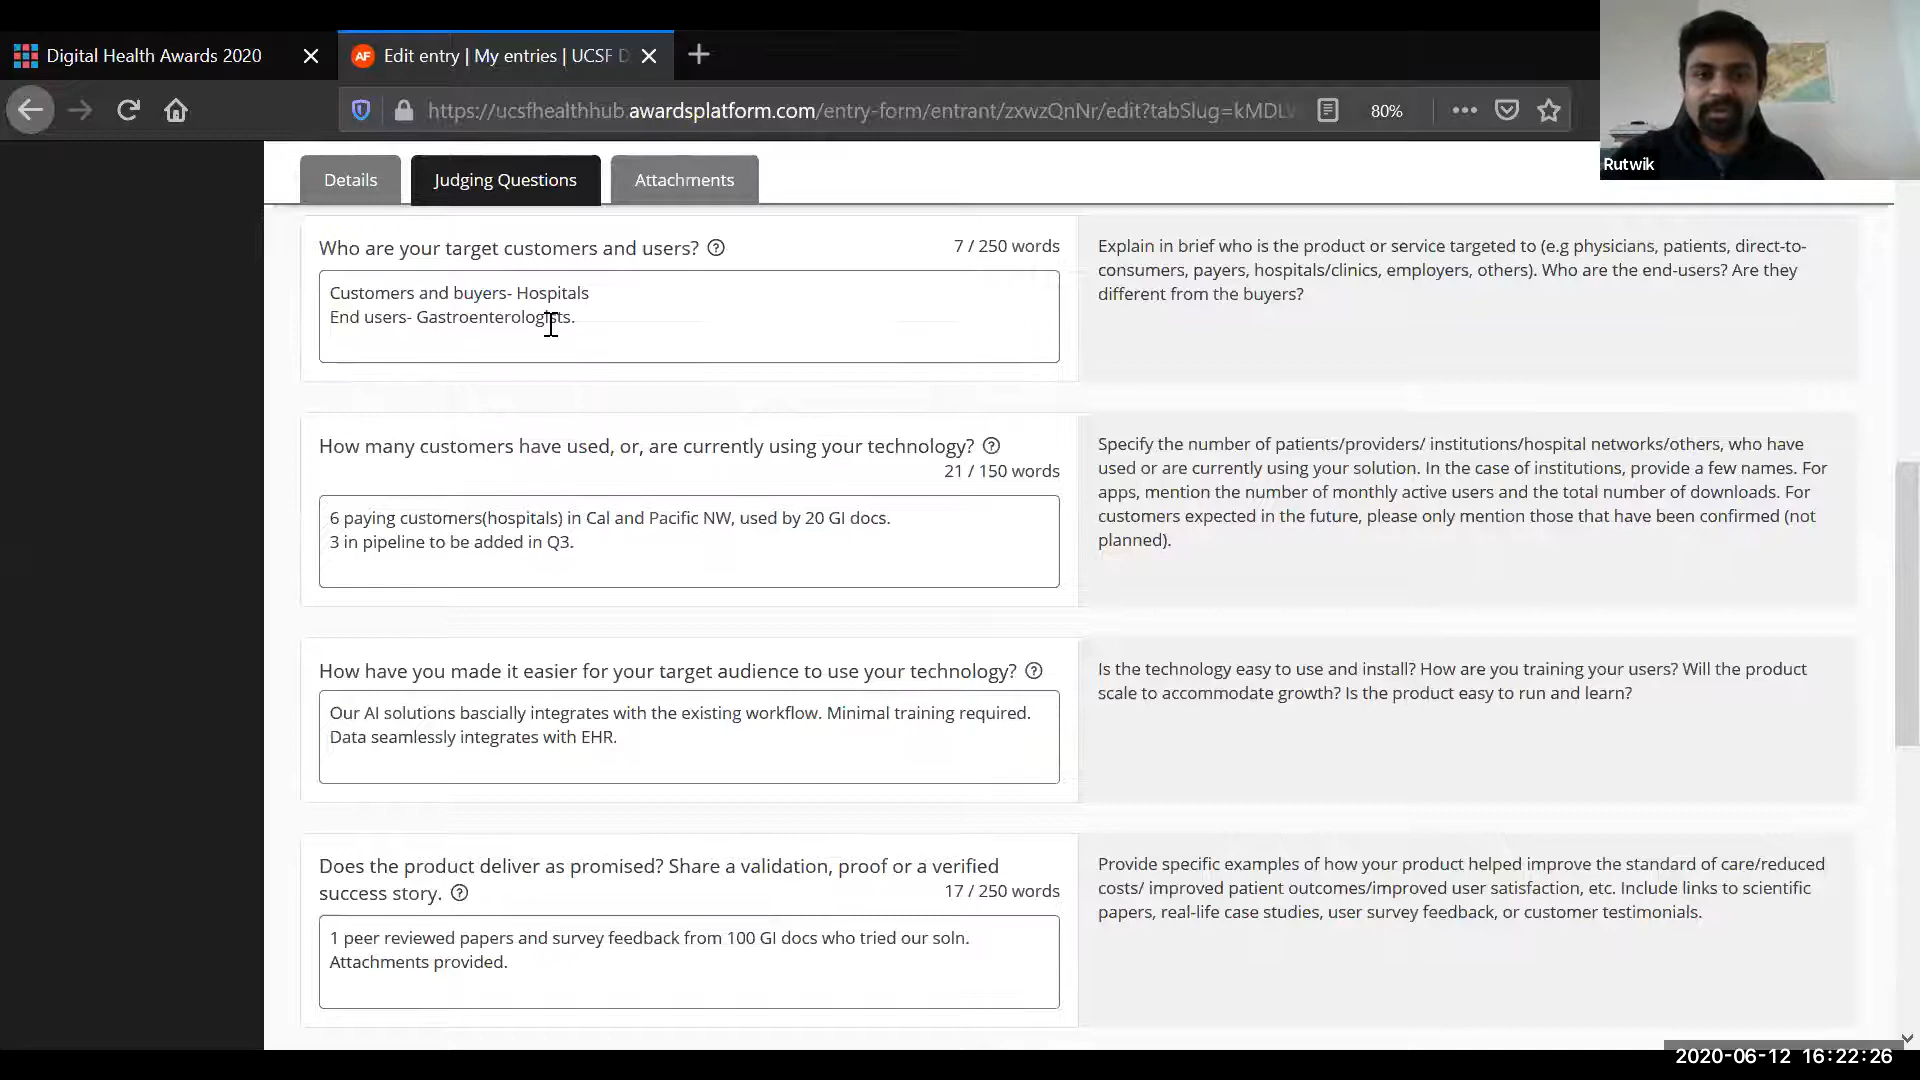 Digital Health Awards 2020
AF Edit entry | My entries | UCSF D
https://ucsfhealthhub.awardsplatform.com/entry-form/entrant/zxwzQnNr/edit?tabSlug=kMDL
80%
Rutwik
Details
Judging Questions
Attachments
Who are your target customers and users?
7 / 250 words
Customers and buyers- Hospitals
End users- Gastroenterologists.
Explain in brief who is the product or service targeted to (e.g physicians, patients, direct-to-
consumers, payers, hospitals/clinics, employers, others). Who are the end-users? Are they
different from the buyers?
How many customers have used, or, are currently using your technology?
21 / 150 words
6 paying customers(hospitals) in Cal and Pacific NW, used by 20 GI docs.
3 in pipeline to be added in Q3.
Specify the number of patients/providers/ institutions/hospital networks/others, who have
used or are currently using your solution. In the case of institutions, provide a few names. For
apps, mention the number of monthly active users and the total number of downloads. For
customers expected in the future, please only mention those that have been confirmed (not
planned).
How have you made it easier for your target audience to use your technology?
Our AI solutions bascially integrates with the existing workflow. Minimal training required.
Data seamlessly integrates with EHR.
Is the technology easy to use and install? How are you training your users? Will the product
scale to accommodate growth? Is the product easy to run and learn?
Does the product deliver as promised? Share a validation, proof or a verified
success story.
17 / 250 words
1 peer reviewed papers and survey feedback from 100 GI docs who tried our soln.
Attachments provided.
Provide specific examples of how your product helped improve the standard of care/reduced
costs/ improved patient outcomes/improved user satisfaction, etc. Include links to scientific
papers, real-life case studies, user survey feedback, or customer testimonials.
2020-06-12 16:22:26